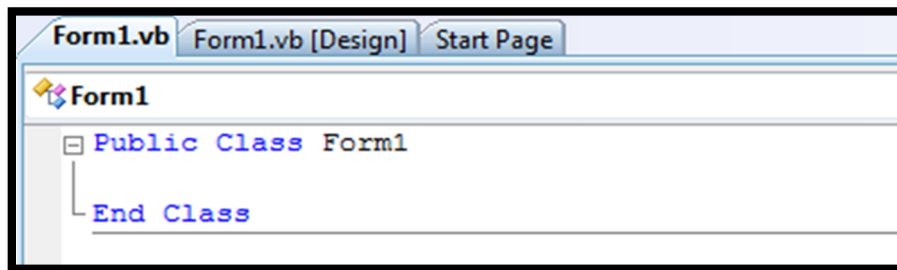 Form1.vb Form1.vb [Design] Start Page
Form1
Public Class Form1
End Class